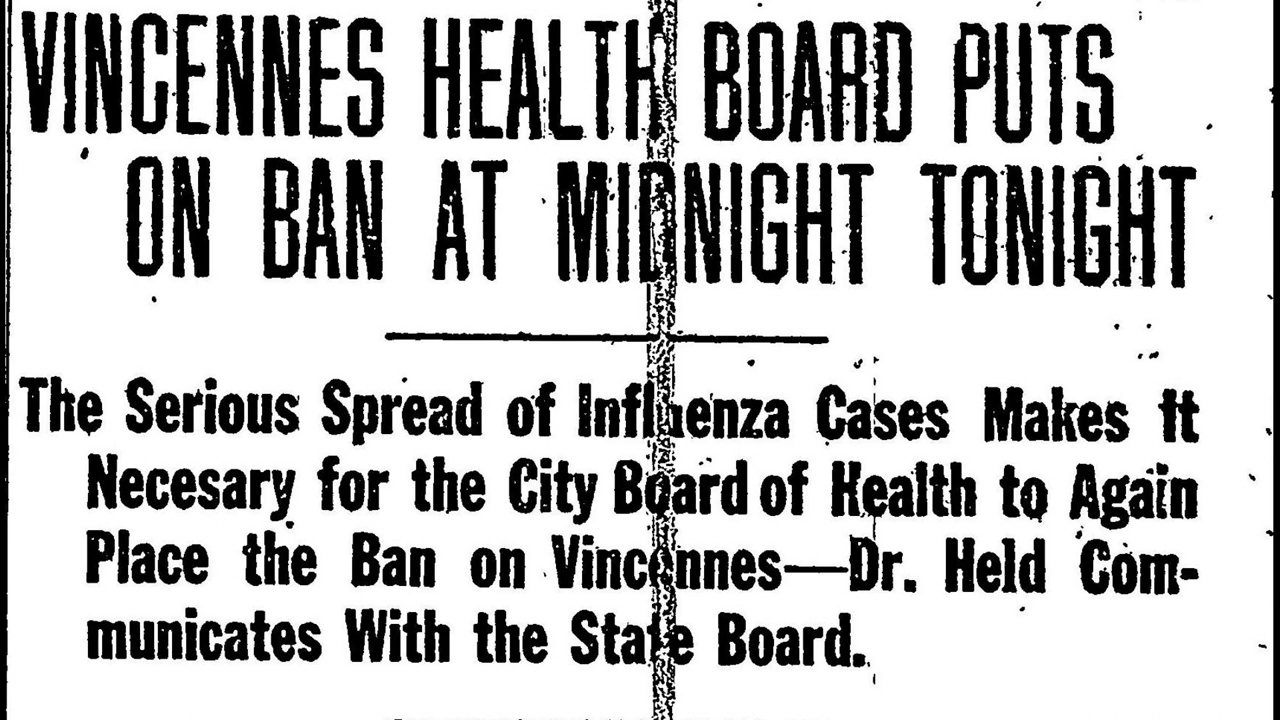 VINCENNES HEALTH BOARD PUTS
ON BAN AT MIDNIGHT TONIGHT
The Serious Spread of Influenza Cases Makes It
Necesary for the City Board of Health to Again
Place the Ban on Vincennes—Dr. Held Com-
municates With the State Board.